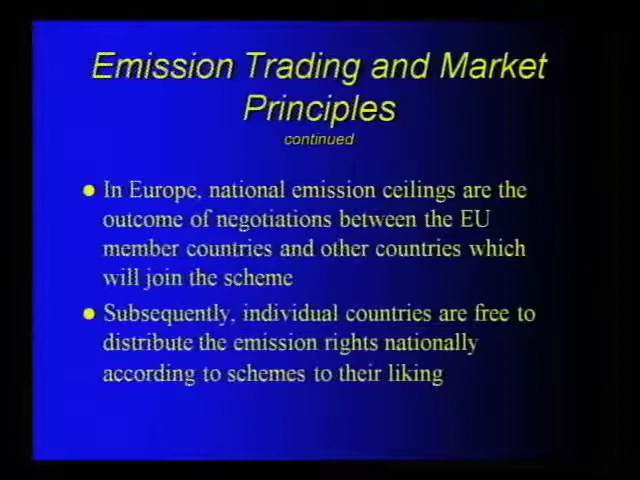 Emission Trading and Market
Principles
continued
In Europe, national emission ceilings are the
outcome of negotiations between the EU
member countries and other countries which
will join the scheme
Subsequently, individual countries are free to
distribute the emission rights nationally
according to schemes to their liking